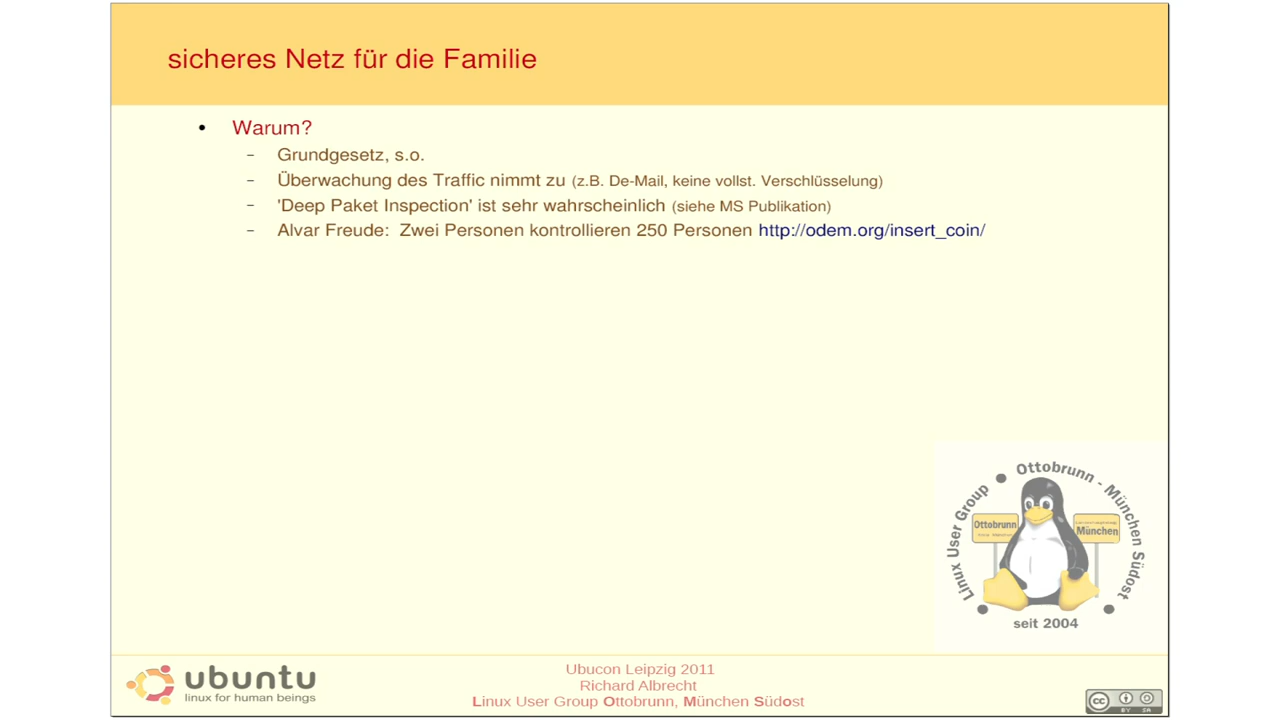 sicheres Netz für die Familie
• Warum?
– Grundgesetz, s.o.
– Überwachung des Traffic nimmt zu (z.B. De-Mail, keine vollst. Verschlüsselung)
– 'Deep Paket Inspection' ist sehr wahrscheinlich (siehe MS Publikation)
– Alvar Freude: Zwei Personen kontrollieren 250 Personen http://odem.org/insert_coin/
Linux User Group • Ottobrunn - München Südost •
Ottobrunn
München
seit 2004
ubuntu
linux for human beings
Ubucon Leipzig 2011
Richard Albrecht
Linux User Group Ottobrunn, München Südost
cc BY SA